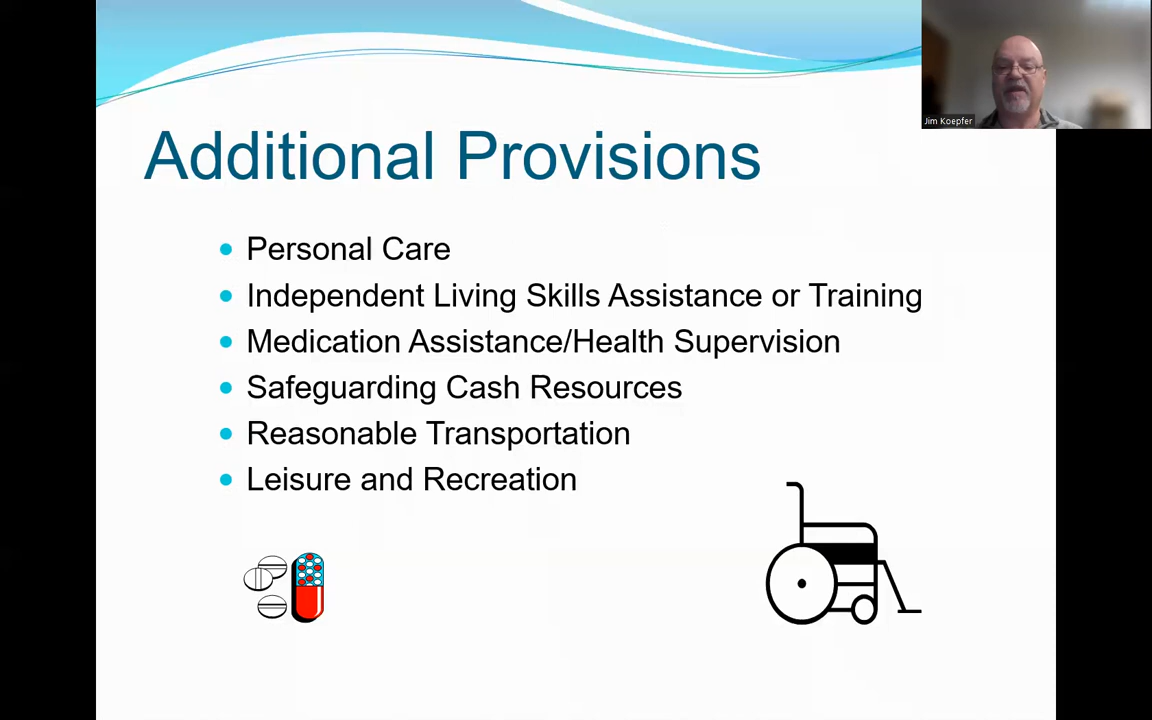 Jim Koepfer
Additional Provisions
Personal Care
Independent Living Skills Assistance or Training
Medication Assistance/Health Supervision
Safeguarding Cash Resources
Reasonable Transportation
Leisure and Recreation